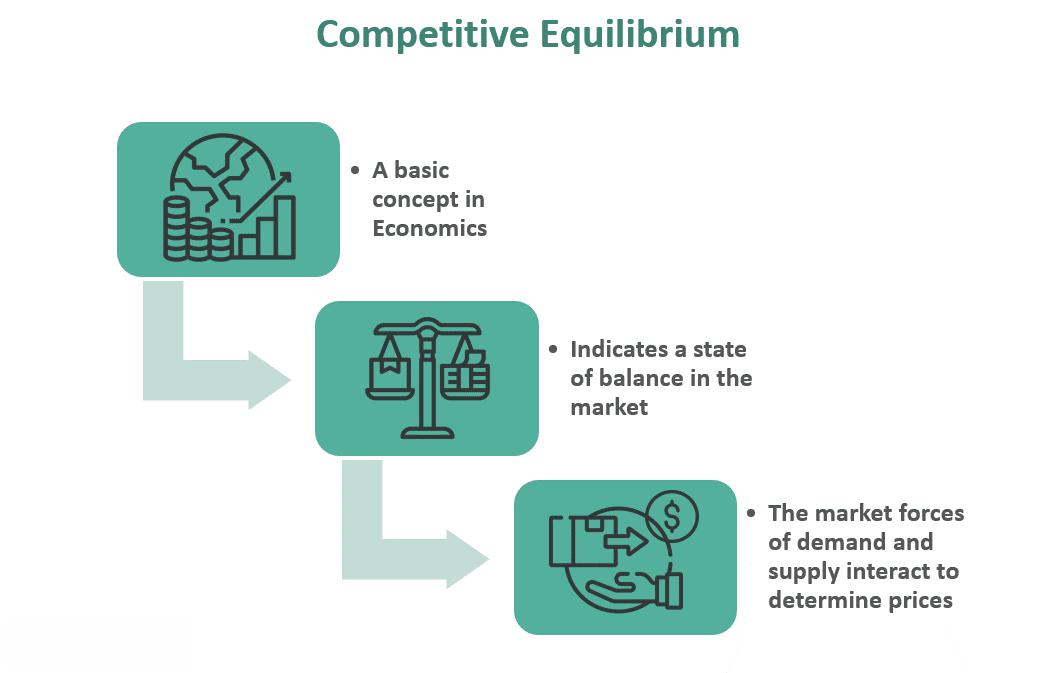 Competitive Equilibrium
• A basic
concept in
Economics
• Indicates a state
of balance in the
market
$
• The market forces
of demand and
supply interact to
determine prices